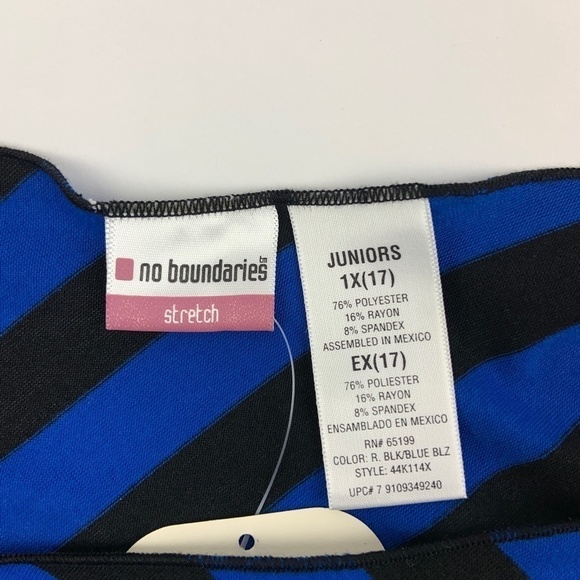 no boundaries
stretch
JUNIORS
1X(17)
76% POLYESTER
16% RAYON
8% SPANDEX
ASSEMBLED IN MEXICO
EX(17)
76% POLIESTER
16% RAYON
8% SPANDEX
ENSAMBLADO EN MEXICO
RN# 65199
COLOR: R. BLK/BLUE BLZ
STYLE: 44K114X
UPC# 7 9109349240